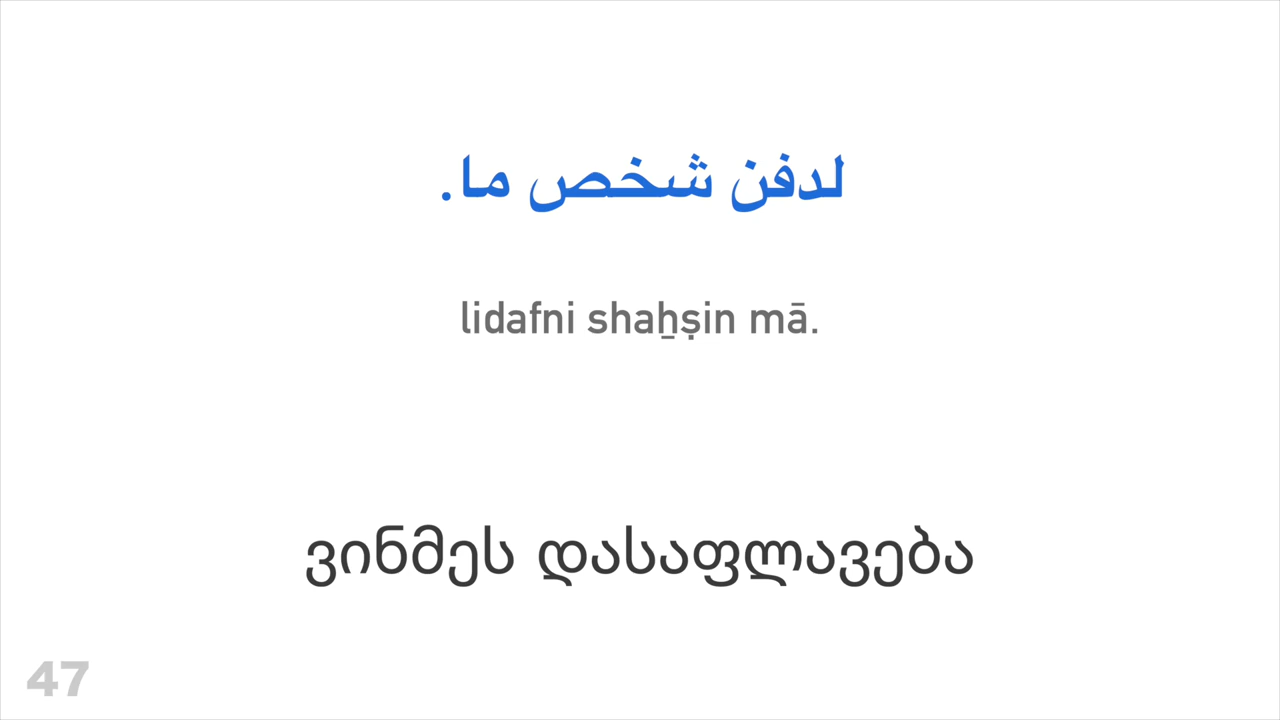 لدفن شخص ما.
lidafni shaẖṣin mā.
ვინმეს დასაფლავება
47